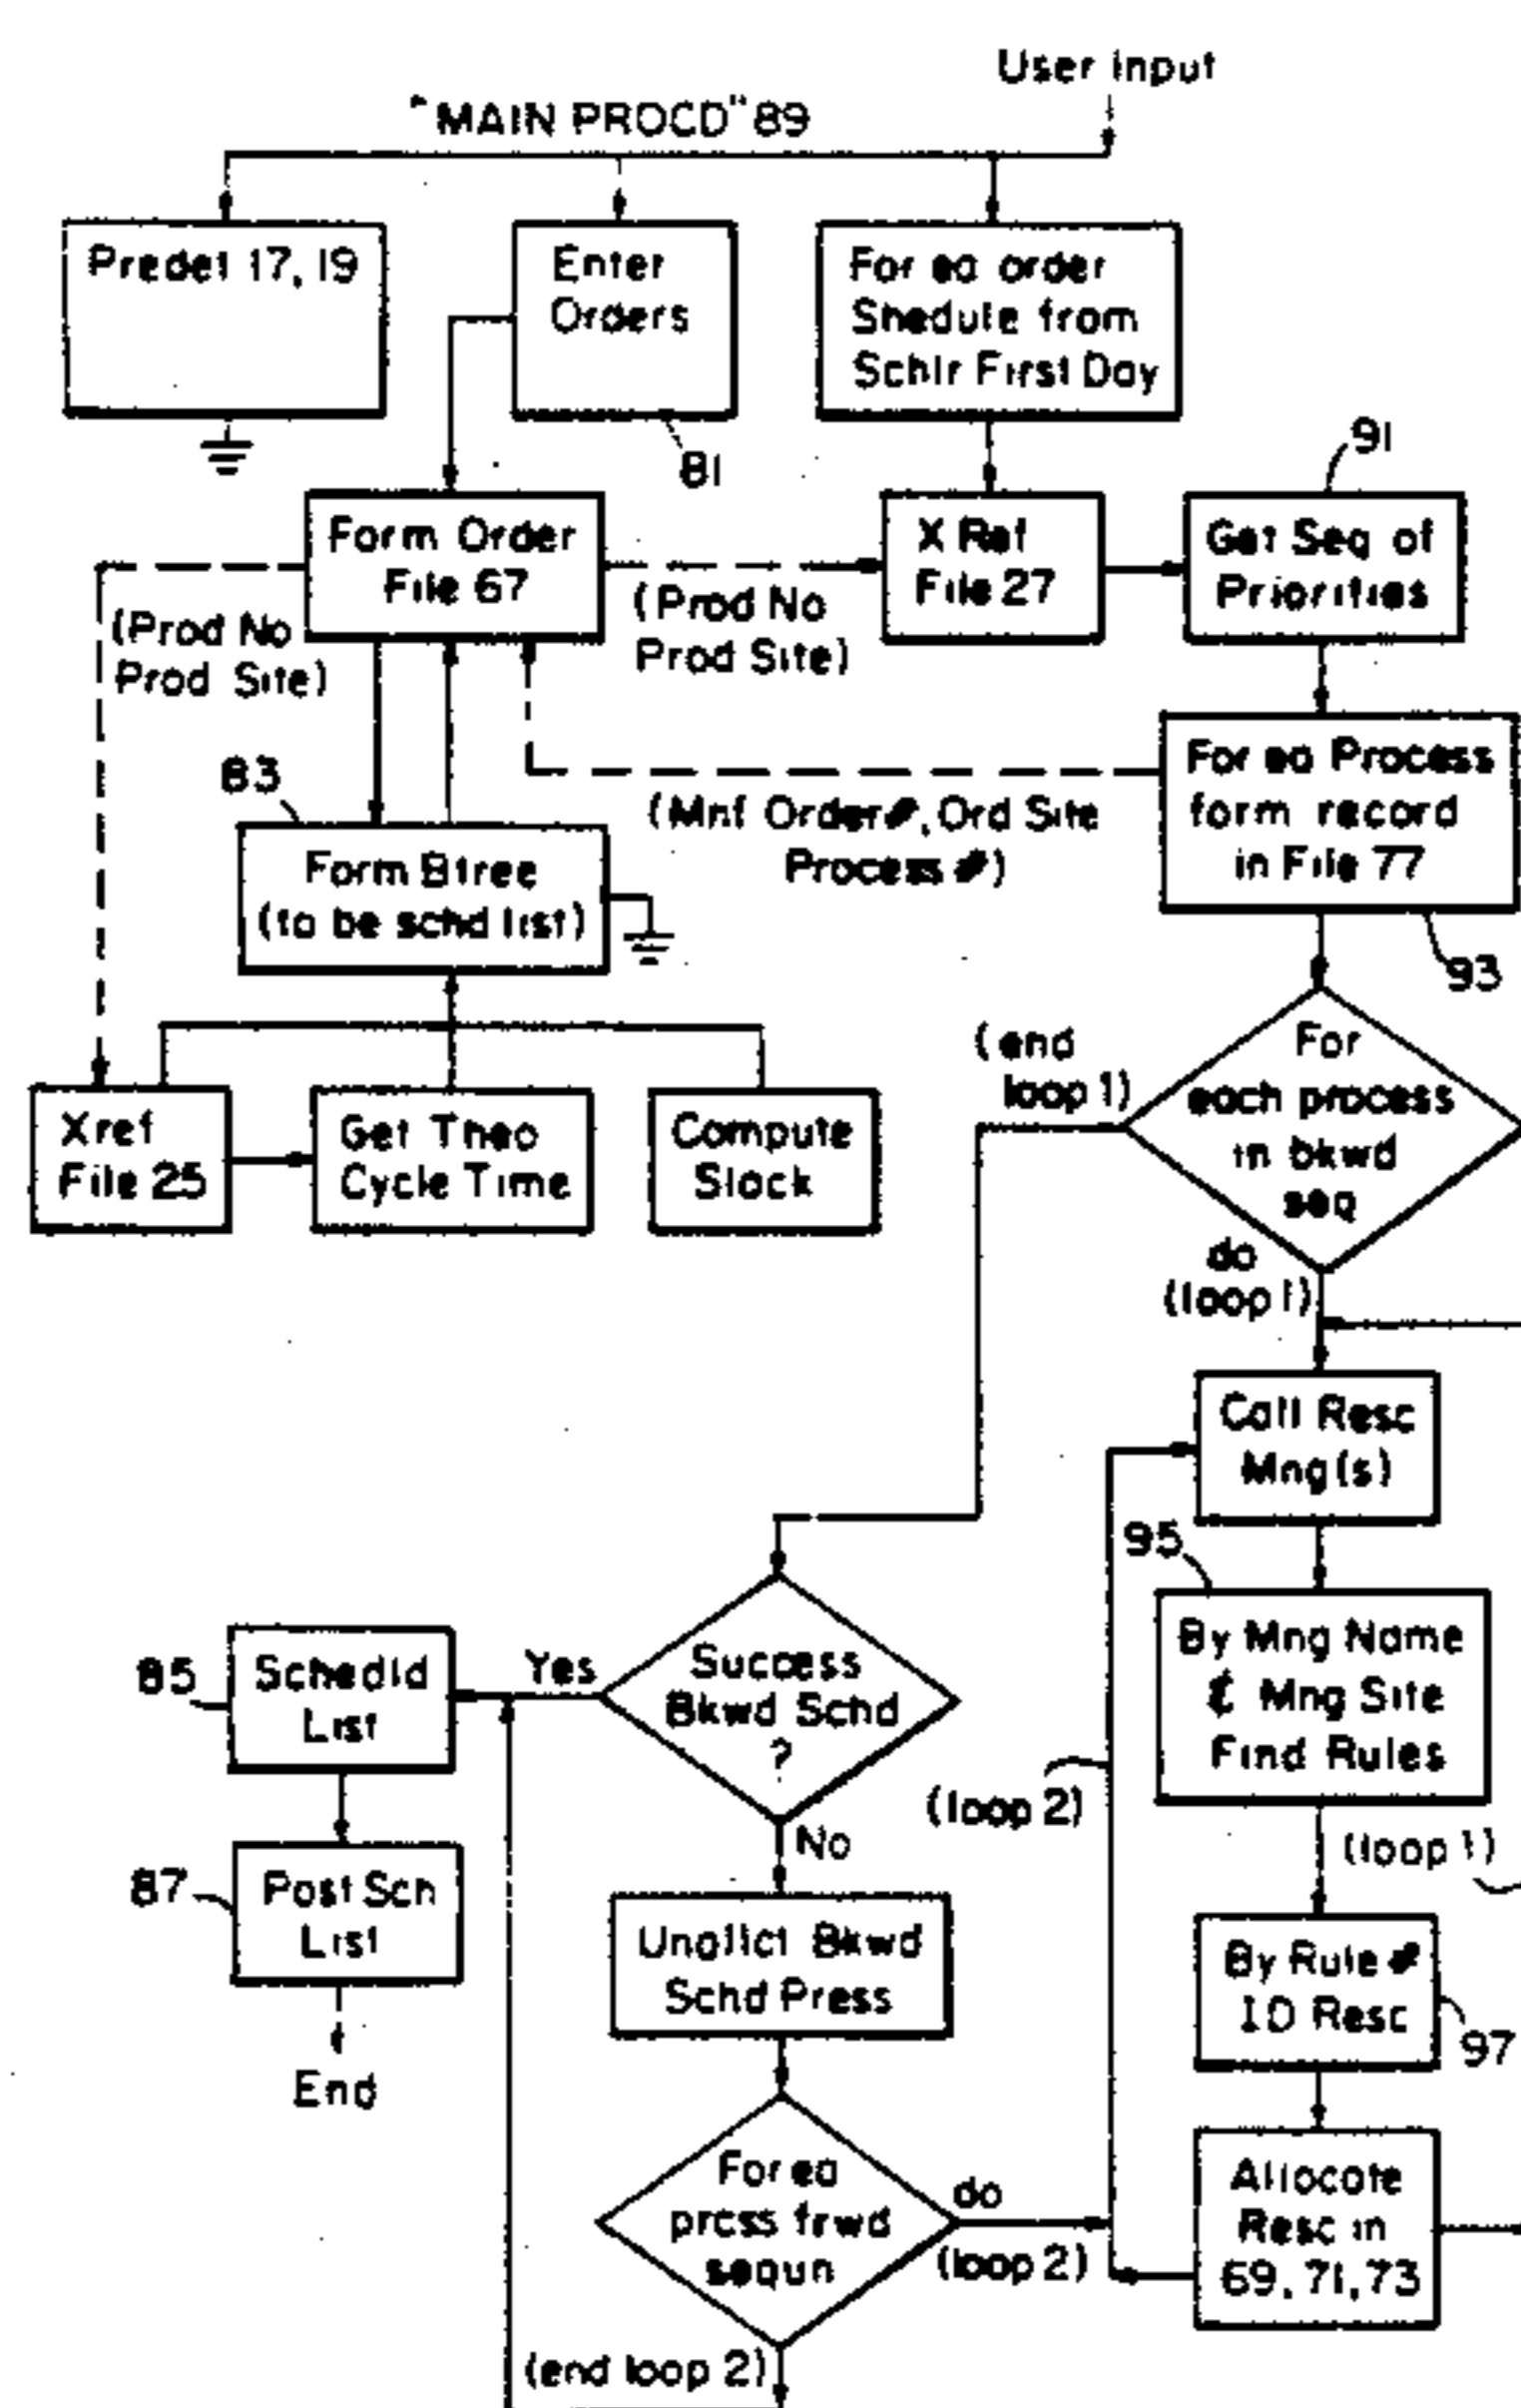 User Input
"MAIN PROCD" 89
Predet 17, 19
Enter
Orders
For ea order
Shedule from
Schlr First Day
81
91
Form Order
File 67
X Ref
File 27
Get Seq of
Priorities
(Prod No
Prod Site)
(Prod No
Prod Site)
83
For ea Process
form record
in File 77
(Mnf Order#, Ord Site
Process #)
Form Btree
(to be schd list)
93
(end
loop 1)
For
each process
in bkwd
seq
Xref
File 25
Get Theo
Cycle Time
Compute
Slack
do
(loop 1)
Call Resc
Mng(s)
95
By Mng Name
& Mng Site
Find Rules
85
Schedld
List
Yes
Success
Bkwd Schd
?
(loop 2)
No
(loop 1)
87
Post Sch
List
Unallct Bkwd
Schd Press
By Rule #
ID Resc
97
End
For ea
prcss frwd
sequn
do
(loop 2)
Allocate
Resc in
69, 71, 73
(end loop 2)